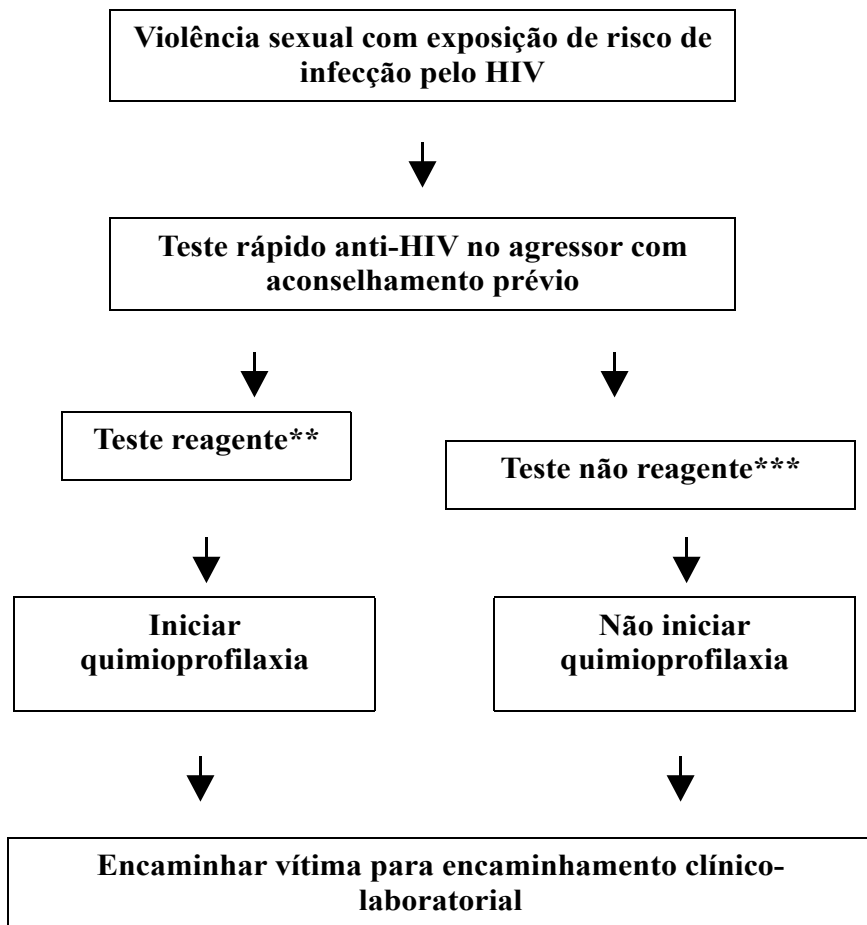 Violência sexual com exposição de risco de
infecção pelo HIV
Teste rápido anti-HIV no agressor com
aconselhamento prévio
Teste reagente**
Teste não reagente***
Iniciar
quimioprofilaxia
Não iniciar
quimioprofilaxia
Encaminhar vítima para encaminhamento clínico-
laboratorial